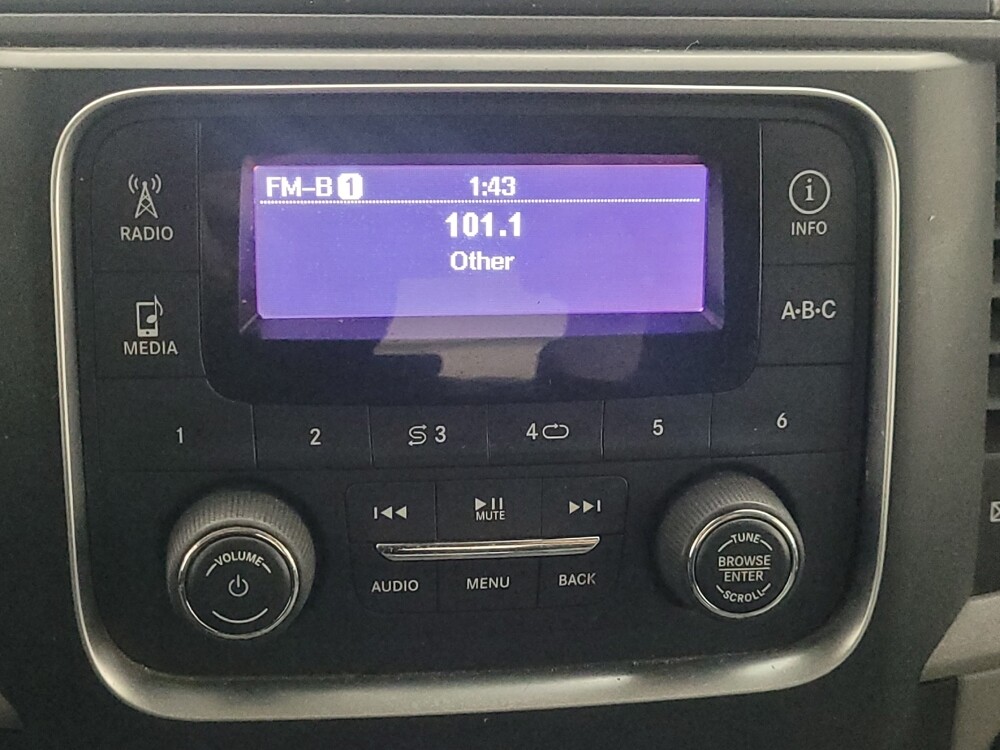 FM-B 1 1:43
101.1
Other
RADIO
INFO
MEDIA
A·B·C
1 2 3 4 5 6
MUTE
VOLUME
AUDIO MENU BACK
TUNE
BROWSE
ENTER
SCROLL